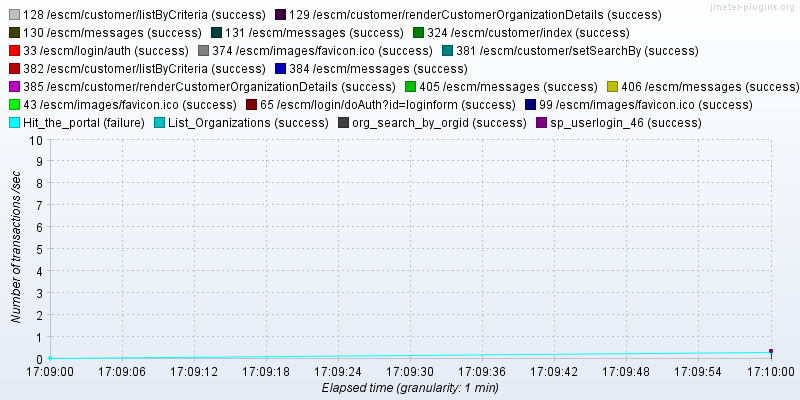 jmeter-plugins.org
128 /escm/customer/listByCriteria (success) 129 /escm/customer/renderCustomerOrganizationDetails (success)
130 /escm/messages (success) 131 /escm/messages (success) 324 /escm/customer/index (success)
33 /escm/login/auth (success) 374 /escm/images/favicon.ico (success) 381 /escm/customer/setSearchBy (success)
382 /escm/customer/listByCriteria (success) 384 /escm/messages (success)
385 /escm/customer/renderCustomerOrganizationDetails (success) 405 /escm/messages (success) 406 /escm/messages (success)
43 /escm/images/favicon.ico (success) 65 /escm/login/doAuth?id=loginform (success) 99 /escm/images/favicon.ico (success)
Hit_the_portal (failure) List_Organizations (success) org_search_by_orgid (success) sp_userlogin_46 (success)
Number of transactions /sec
10
9
8
7
6
5
4
3
2
1
0
17:09:00 17:09:06 17:09:12 17:09:18 17:09:24 17:09:30 17:09:36 17:09:42 17:09:48 17:09:54 17:10:00
Elapsed time (granularity: 1 min)